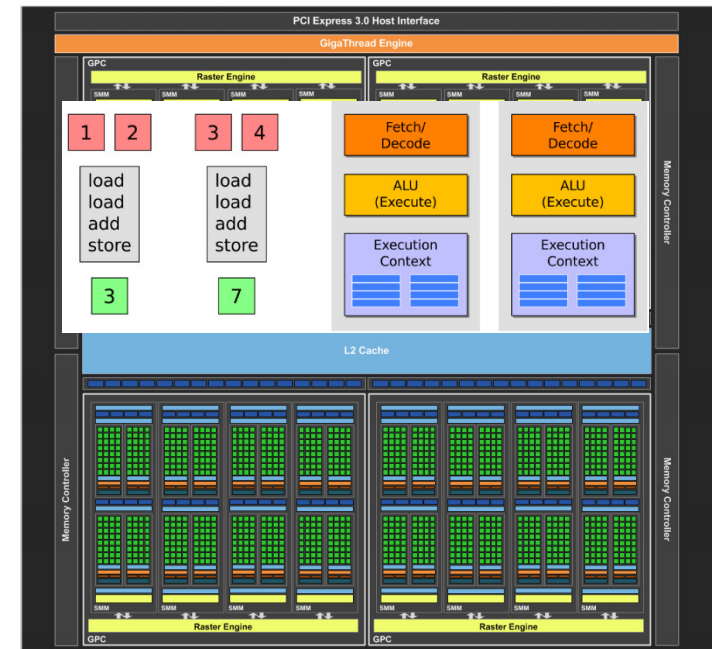 PCI Express 3.0 Host Interface
GigaThread Engine
GPC
GPC
Raster Engine
Raster Engine
SMM SMM SMM SMM
SMM SMM SMM SMM
1 2
3 4
load
load
add
store
load
load
add
store
3
7
Fetch/
Decode
ALU
(Execute)
Execution
Context
Fetch/
Decode
ALU
(Execute)
Execution
Context
Memory Controller
L2 Cache
Memory Controller
Memory Controller
SMM SMM SMM SMM
SMM SMM SMM SMM
Raster Engine
Raster Engine
GPC
GPC